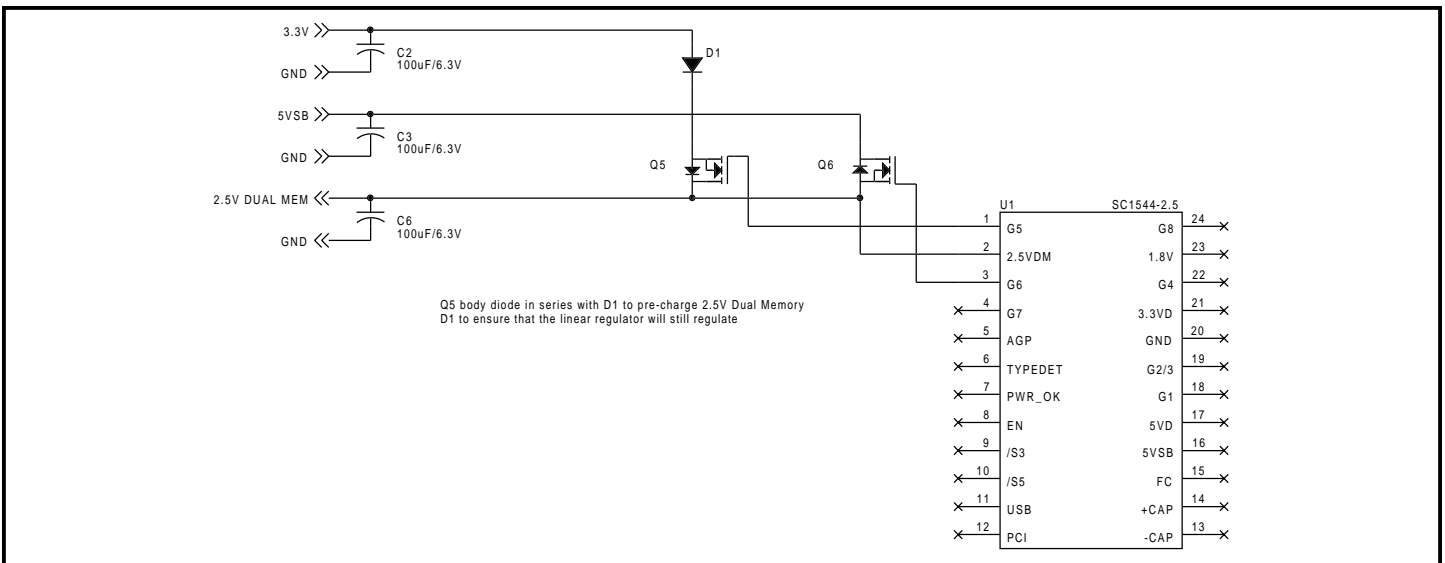 3.3V
C2
100uF/6.3V
GND
D1
5VSB
C3
100uF/6.3V
GND
Q5
Q6
2.5V DUAL MEM
C6
100uF/6.3V
GND
Q5 body diode in series with D1 to pre-charge 2.5V Dual Memory
D1 to ensure that the linear regulator will still regulate
U1 SC1544-2.5
1 G5 G8 24
2 2.5VDM 1.8V 23
3 G6 G4 22
4 G7 3.3VD 21
5 AGP GND 20
6 TYPEDET G2/3 19
7 PWR_OK G1 18
8 EN 5VD 17
9 /S3 5VSB 16
10 /S5 FC 15
11 USB +CAP 14
12 PCI -CAP 13